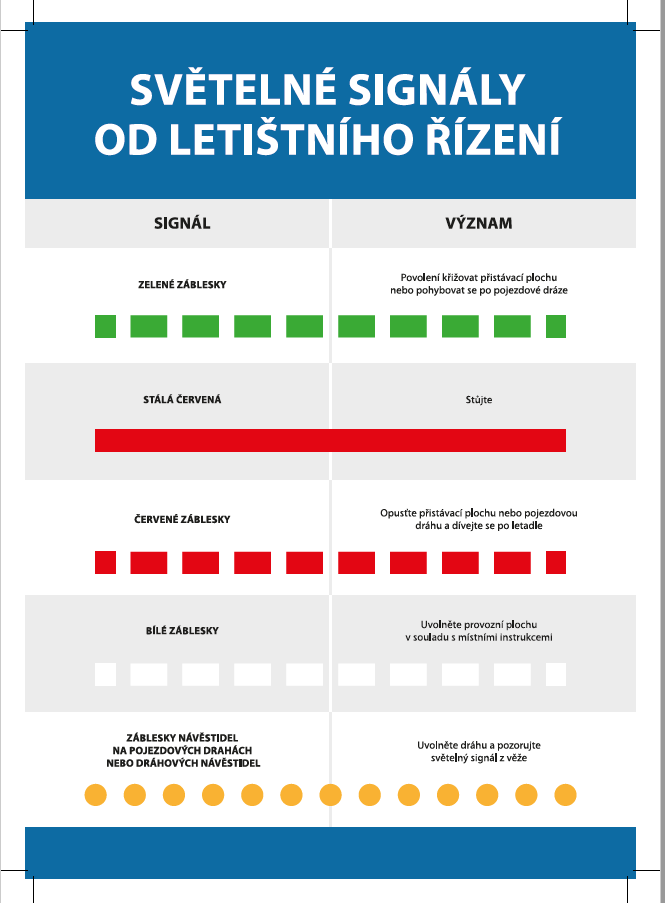 SVĚTELNÉ SIGNÁLY
OD LETIŠTNÍHO ŘÍZENÍ
SIGNÁL
VÝZNAM
ZELENÉ ZÁBLESKY
Povolení křižovat přistávací plochu
nebo pohybovat se po pojezdové dráze
STÁLÁ ČERVENÁ
Stůjte
ČERVENÉ ZÁBLESKY
Opusťte přistávací plochu nebo pojezdovou
dráhu a dívejte se po letadle
BÍLÉ ZÁBLESKY
Uvolněte provozní plochu
v souladu s místními instrukcemi
ZÁBLESKY NÁVĚSTIDEL
NA POJEZDOVÝCH DRAHÁCH
NEBO DRÁHOVÝCH NÁVĚSTIDEL
Uvolněte dráhu a pozorujte
světelný signál z věže